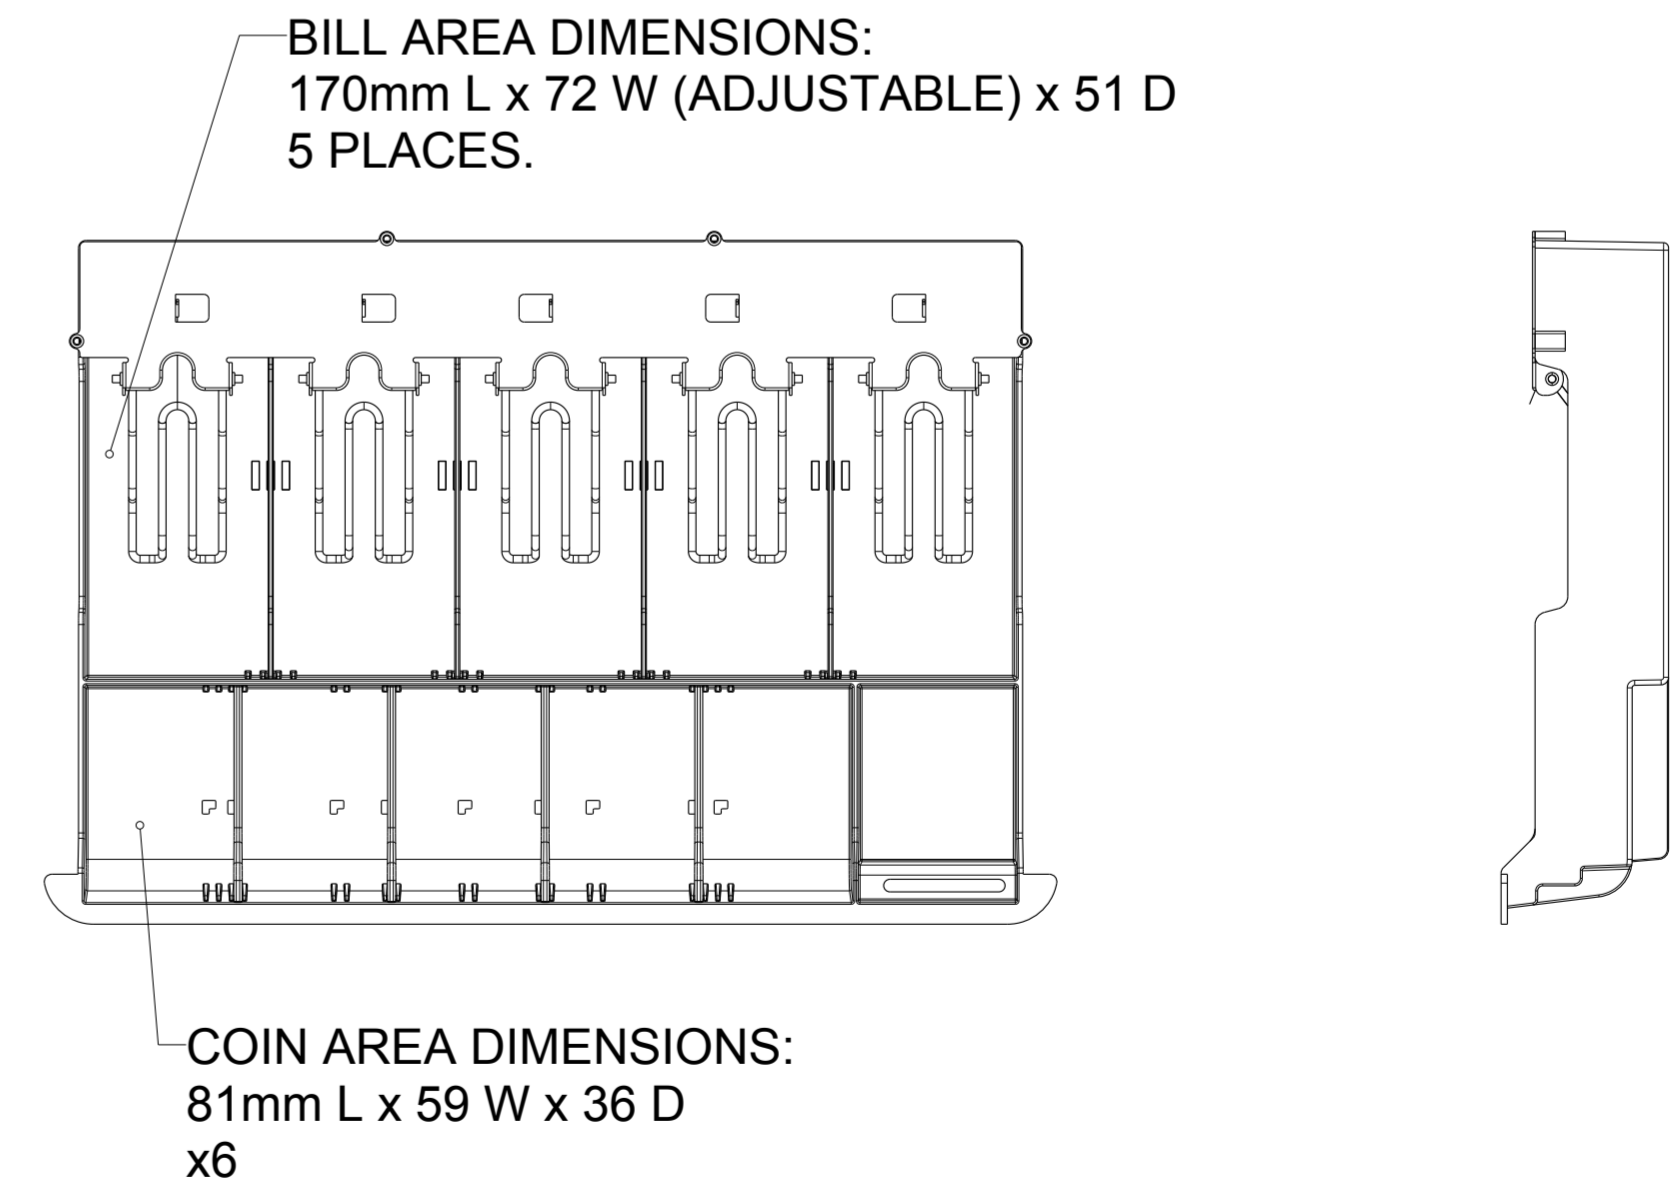 BILL AREA DIMENSIONS:
170mm L x 72 W (ADJUSTABLE) x 51 D
5 PLACES.
COIN AREA DIMENSIONS:
81mm L x 59 W x 36 D
x6